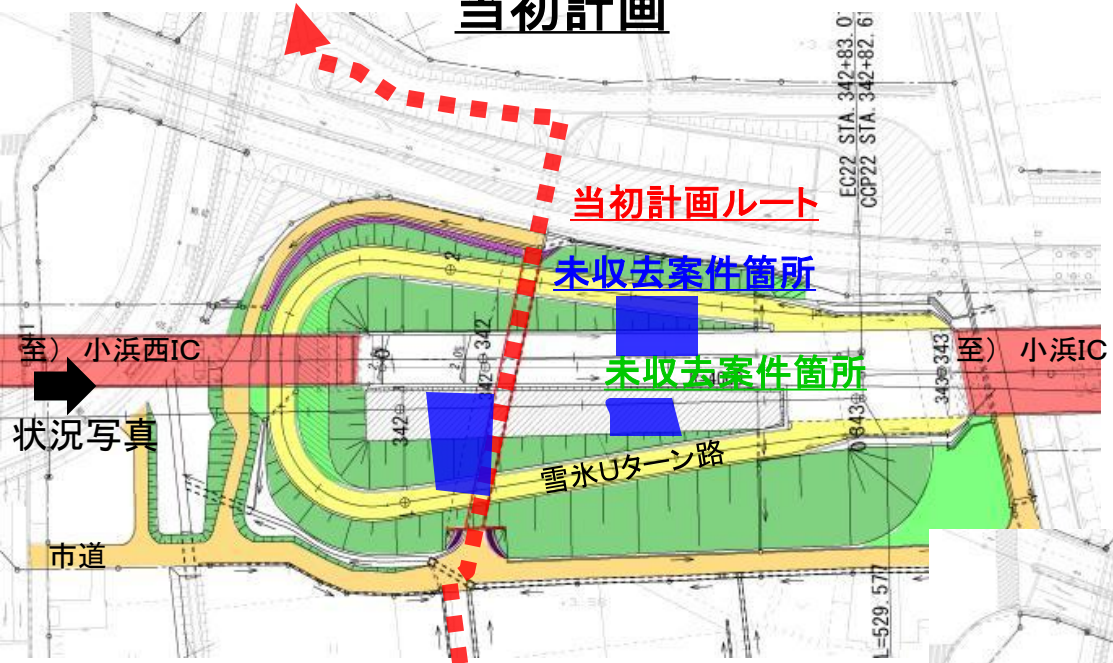 当初計画
EC22 STA. 342+83.0
CCP22 STA. 342+82.6
当初計画ルート
未収去案件箇所
未収去案件箇所
至） 小浜西IC
至） 小浜IC
状況写真
雪氷Uターン路
市道
342
342
342
343
343
343
L=529.577